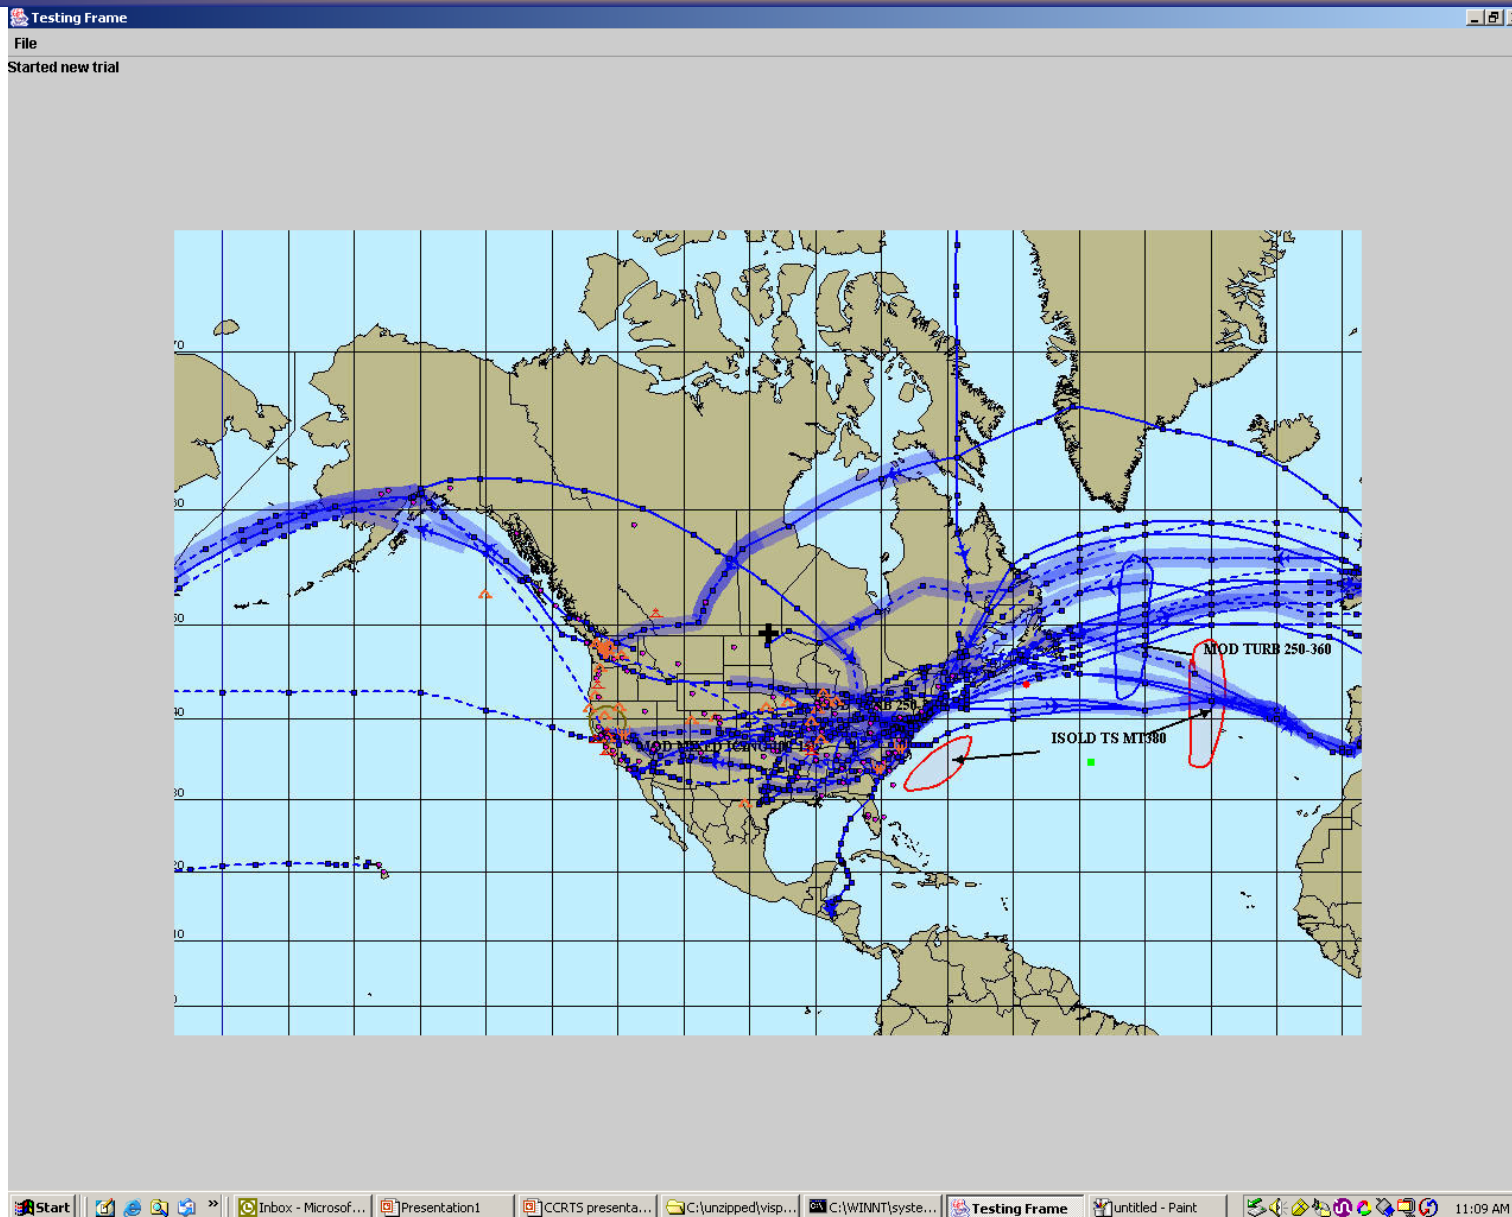 Testing Frame
File
Started new trial
70
60
50
MOD TURB 250-360
40
ISOLD TS MT380
MOD MIXED ICING
30
20
10
0
Start
Inbox - Microsof...
Presentation1
CCRTS presenta...
C:\unzipped\visp...
C:\WINNT\syste...
Testing Frame
untitled - Paint
11:09 AM